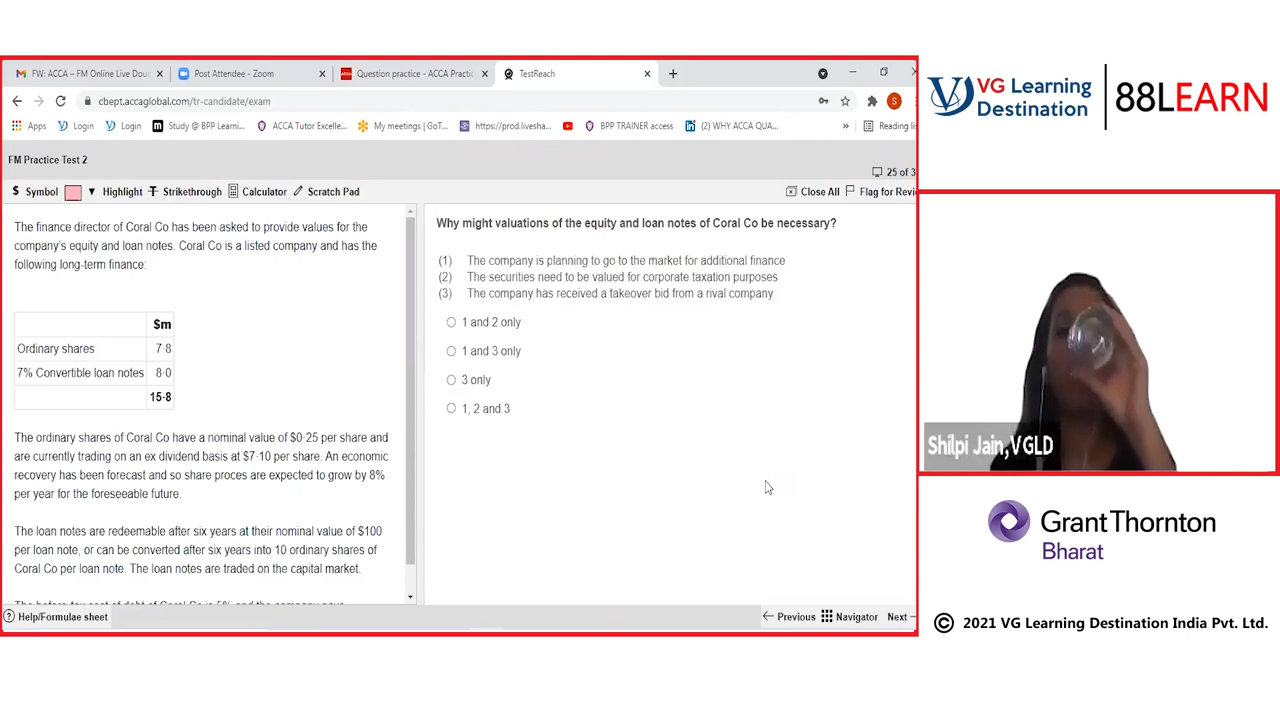 FW: ACCA – FM Online Live Dou
Post Attendee - Zoom
Question practice - ACCA Practic
TestReach
cbept.accaglobal.com/tr-candidate/exam
Apps
Login
Login
Study @ BPP Learni...
ACCA Tutor Excelle...
My meetings | GoT...
https://prod.livesha...
BPP TRAINER access
(2) WHY ACCA QUA...
»
Reading lis
FM Practice Test 2
25 of 3
$ Symbol
Highlight
Strikethrough
Calculator
Scratch Pad
Close All
Flag for Revie
The finance director of Coral Co has been asked to provide values for the
company's equity and loan notes. Coral Co is a listed company and has the
following long-term finance:
$m
Ordinary shares 7·8
7% Convertible loan notes 8·0
15·8
The ordinary shares of Coral Co have a nominal value of $0·25 per share and
are currently trading on an ex dividend basis at $7·10 per share. An economic
recovery has been forecast and so share proces are expected to grow by 8%
per year for the foreseeable future.
The loan notes are redeemable after six years at their nominal value of $100
per loan note, or can be converted after six years into 10 ordinary shares of
Coral Co per loan note. The loan notes are traded on the capital market.
Why might valuations of the equity and loan notes of Coral Co be necessary?
(1) The company is planning to go to the market for additional finance
(2) The securities need to be valued for corporate taxation purposes
(3) The company has received a takeover bid from a rival company
1 and 2 only
1 and 3 only
3 only
1, 2 and 3
Help/Formulae sheet
Previous
Navigator
Next
VG Learning
Destination
88LEARN
Shilpi Jain,VGLD
GrantThornton
Bharat
© 2021 VG Learning Destination India Pvt. Ltd.